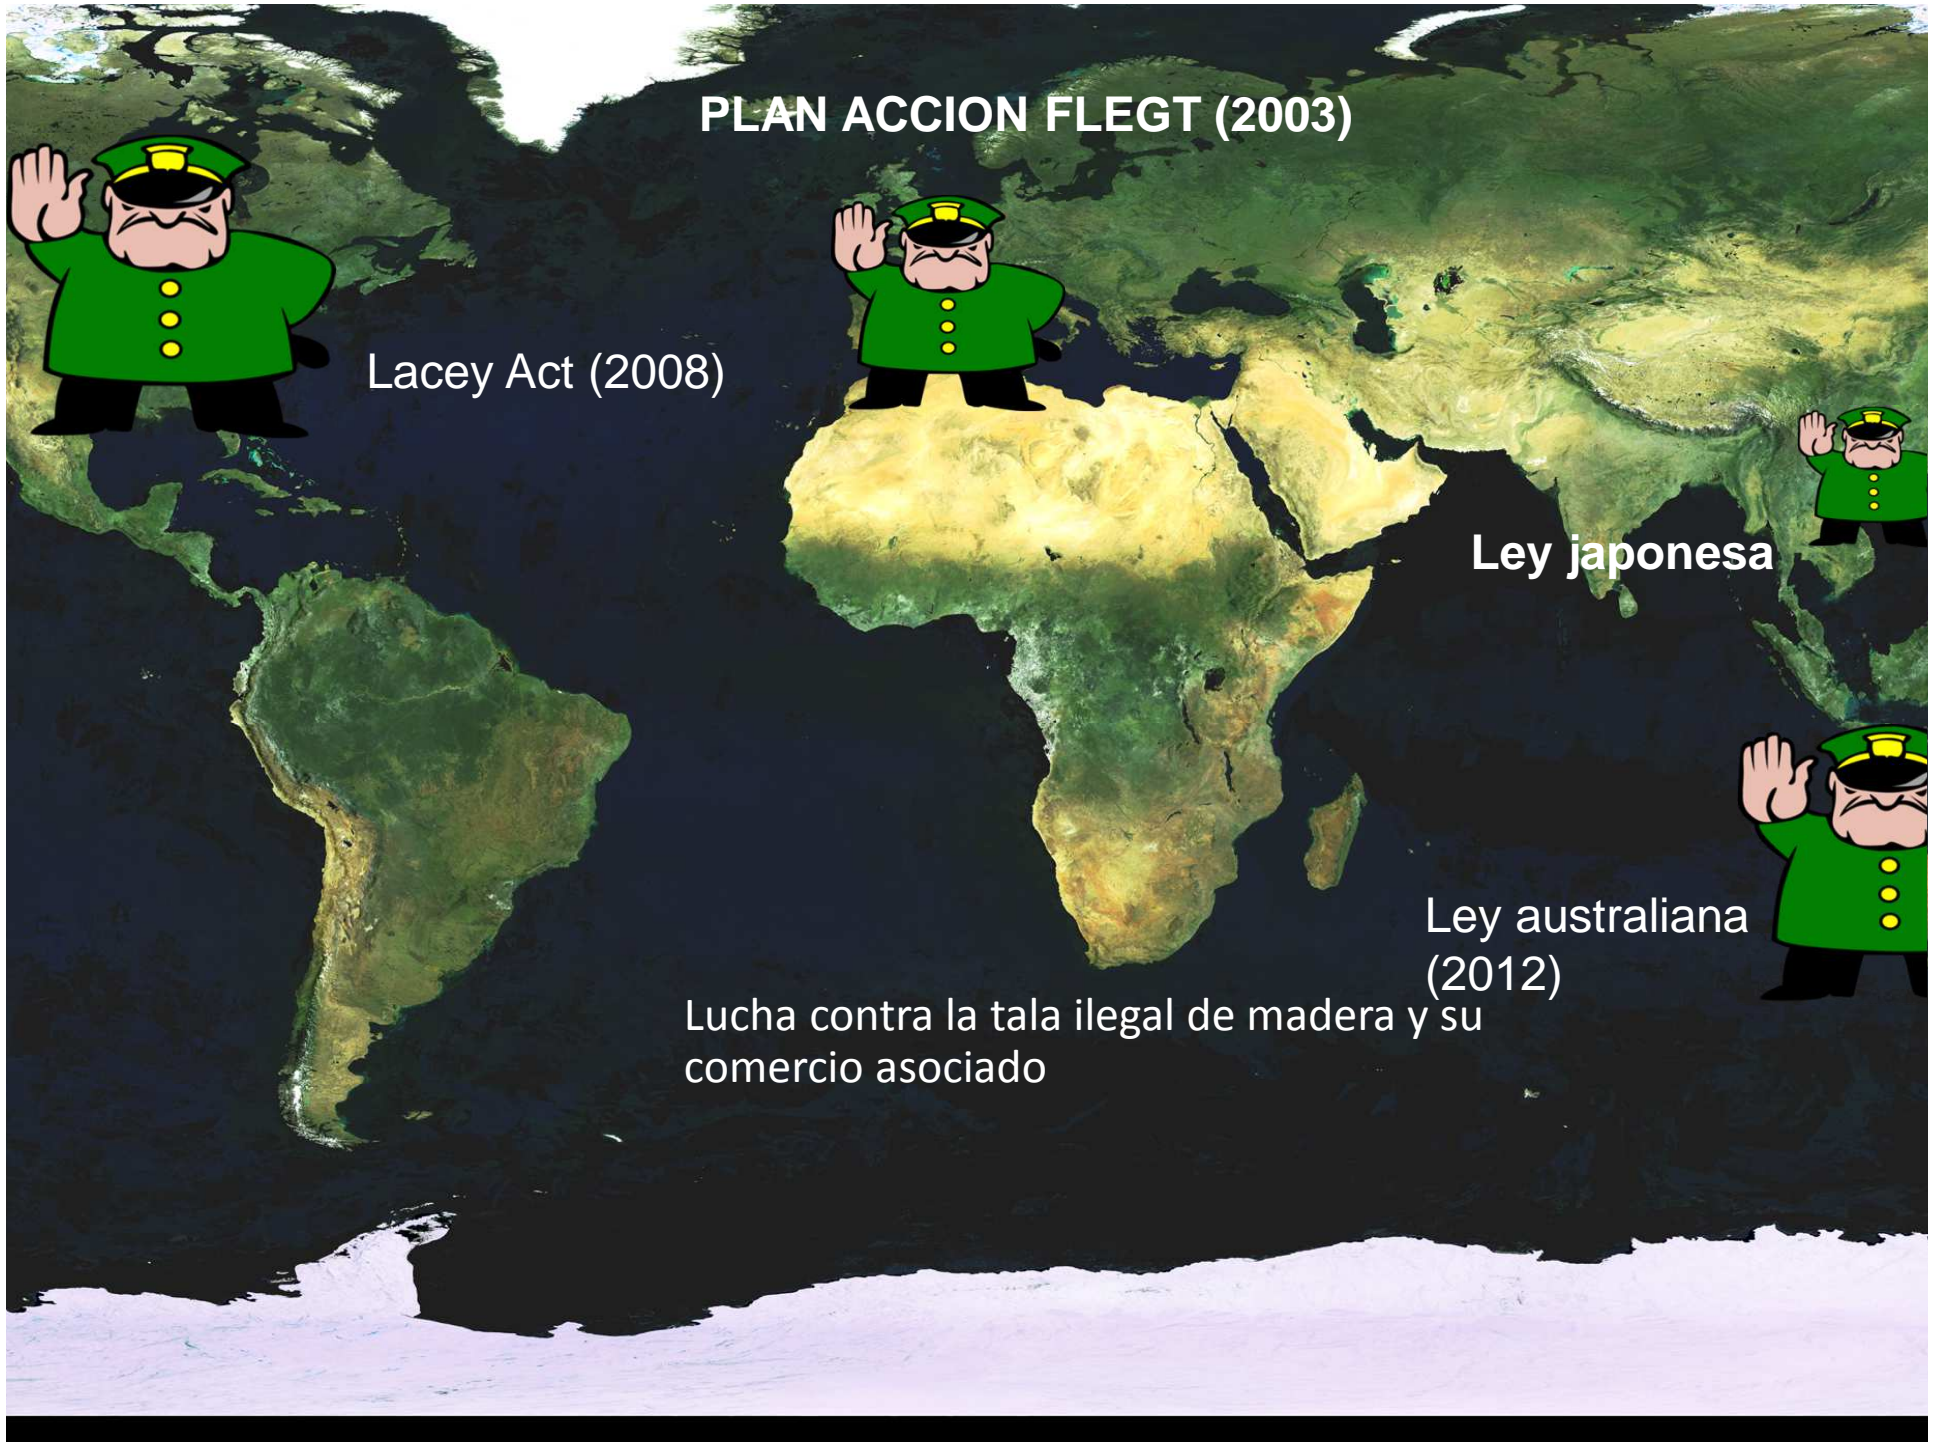 PLAN ACCION FLEGT (2003)
Lacey Act (2008)
Ley japonesa
Ley australiana
(2012)
Lucha contra la tala ilegal de madera y su
comercio asociado